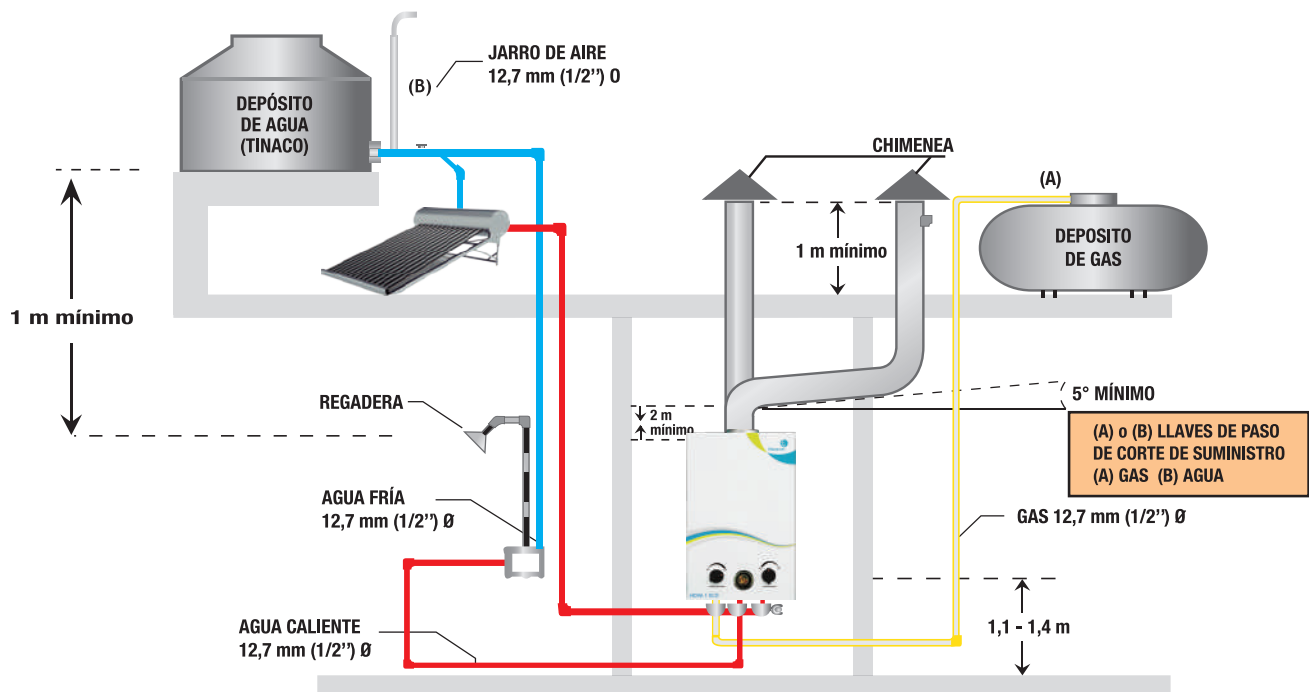 JARRO DE AIRE
12,7 mm (1/2’’) O
(B)
DEPÓSITO
DE AGUA
(TINACO)
CHIMENEA
(A)
DEPOSITO
DE GAS
1 m mínimo
1 m mínimo
5° MÍNIMO
REGADERA
2 m
mínimo
(A) o (B) LLAVES DE PASO
DE CORTE DE SUMINISTRO
(A) GAS (B) AGUA
AGUA FRÍA
12,7 mm (1/2’’) Ø
GAS 12,7 mm (1/2’’) Ø
AGUA CALIENTE
12,7 mm (1/2’’) Ø
1,1 - 1,4 m